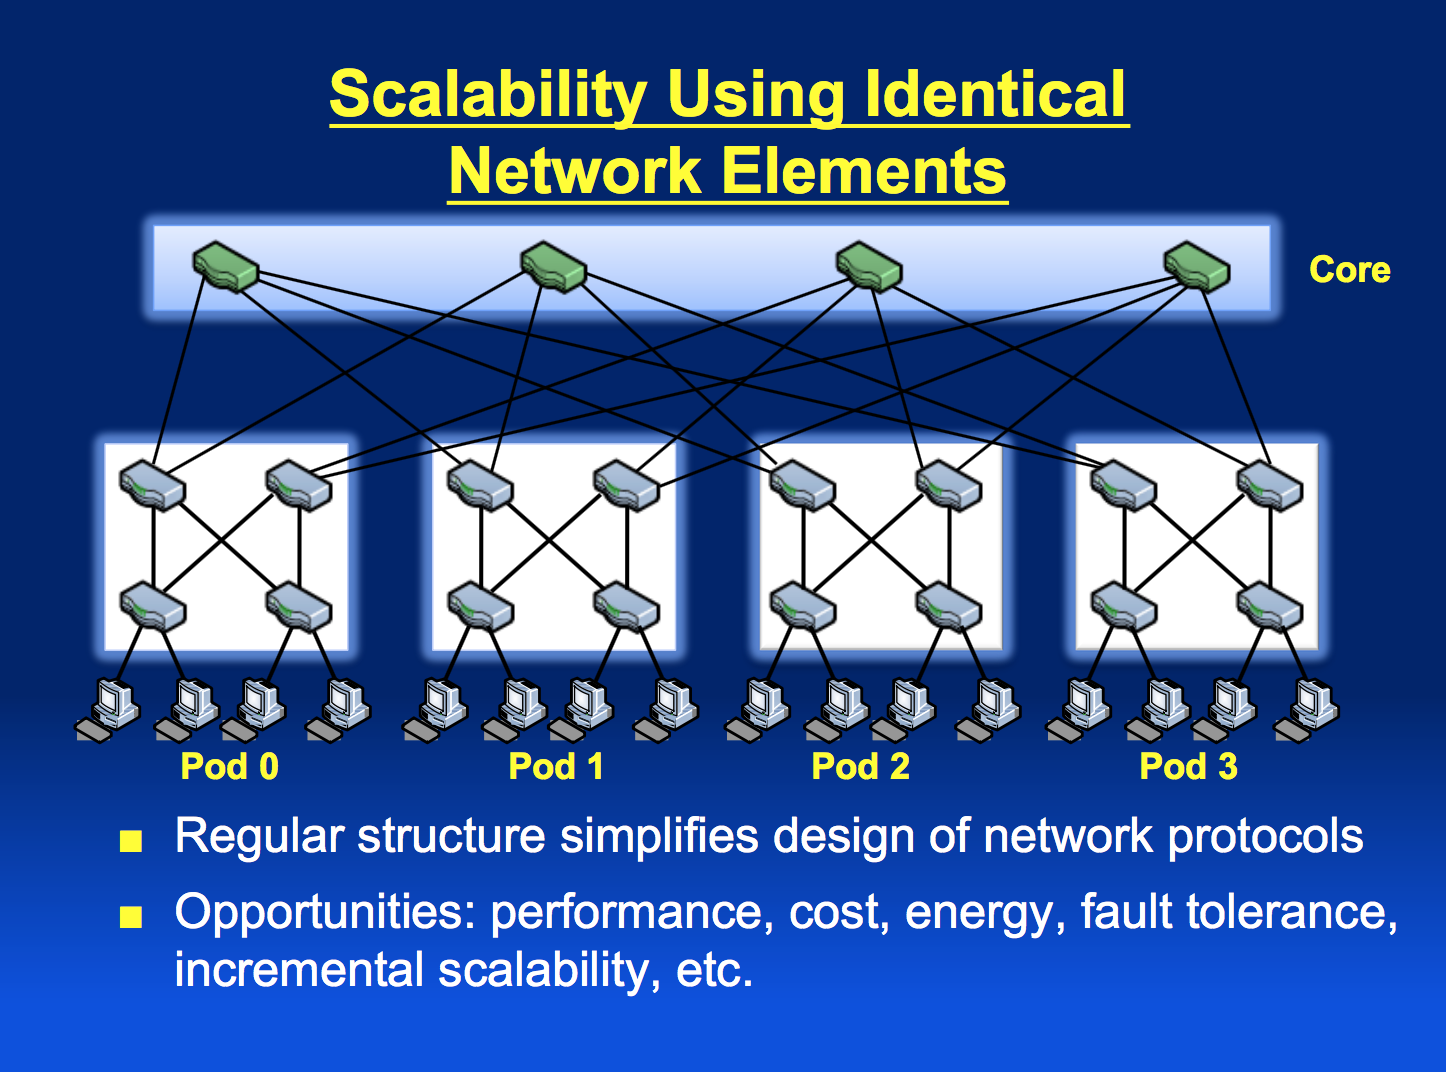 Scalability Using Identical
Network Elements
Core
Pod 0
Pod 1
Pod 2
Pod 3
Regular structure simplifies design of network protocols
Opportunities: performance, cost, energy, fault tolerance,
incremental scalability, etc.